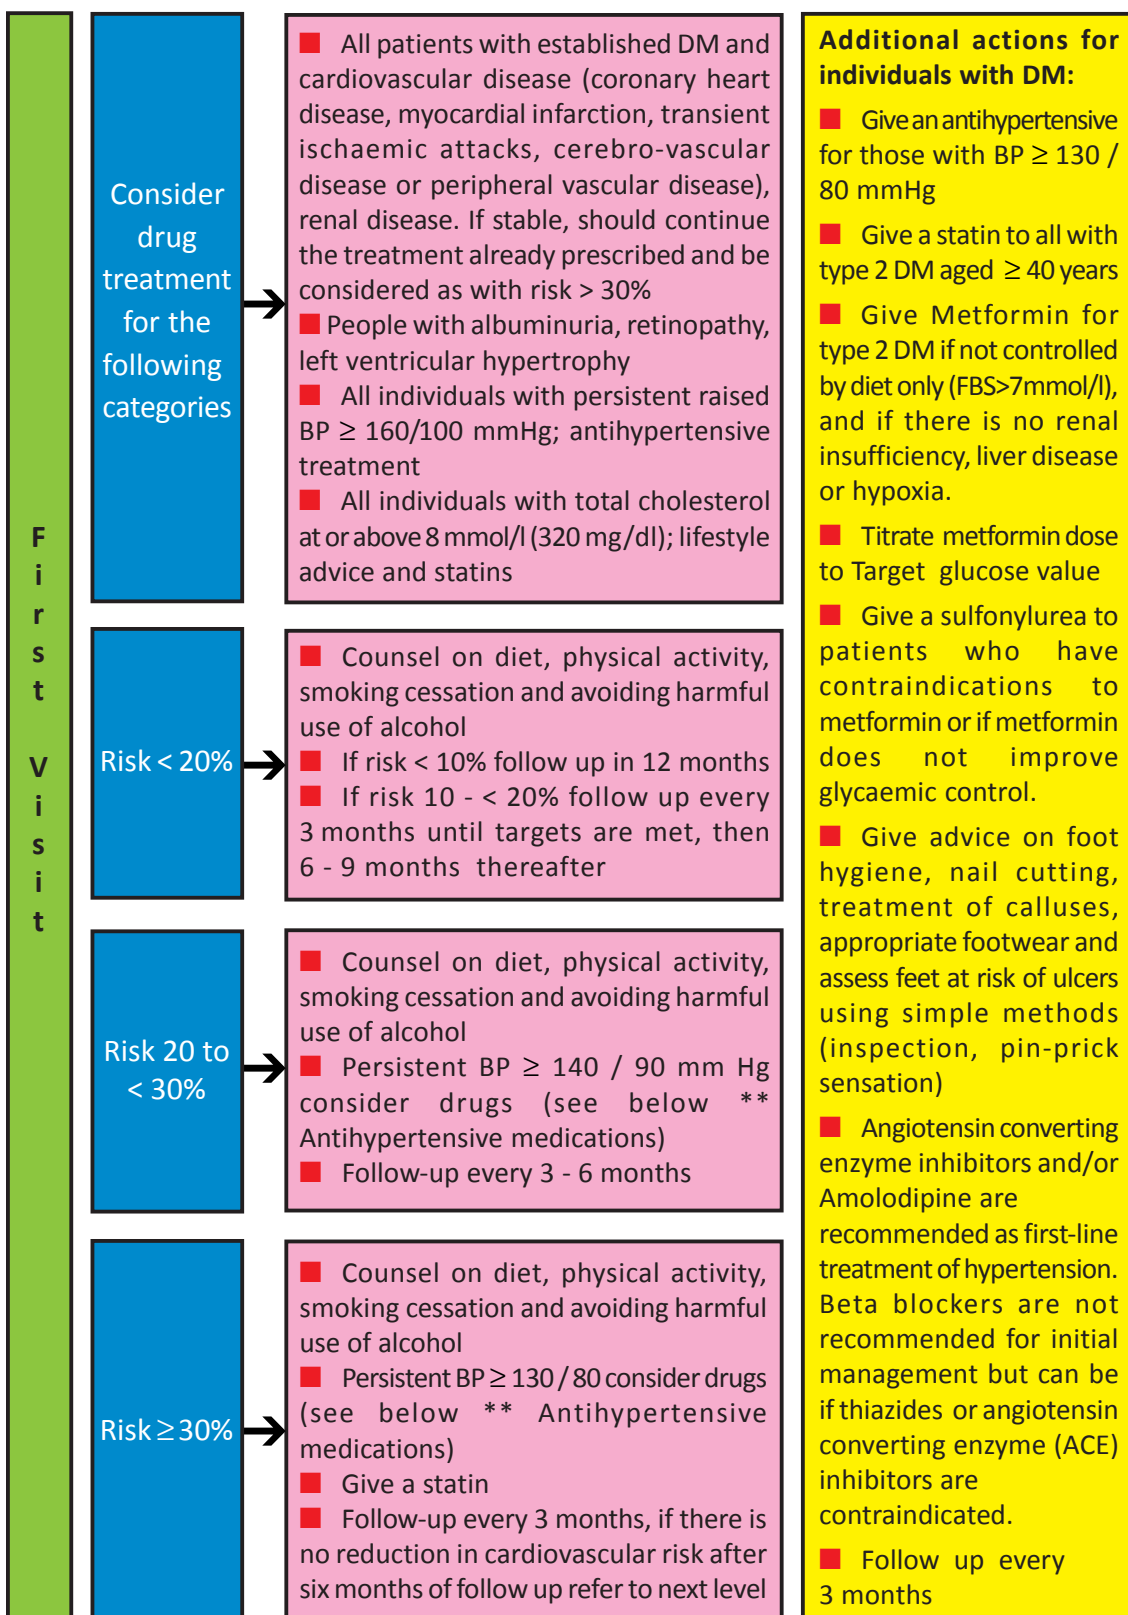 First
Visit
Consider
drug
treatment
for the
following
categories
■ All patients with established DM and
cardiovascular disease (coronary heart
disease, myocardial infarction, transient
ischaemic attacks, cerebro-vascular
disease or peripheral vascular disease),
renal disease. If stable, should continue
the treatment already prescribed and be
considered as with risk > 30%
■ People with albuminuria, retinopathy,
left ventricular hypertrophy
■ All individuals with persistent raised
BP ≥ 160/100 mmHg; antihypertensive
treatment
■ All individuals with total cholesterol
at or above 8 mmol/l (320 mg/dl); lifestyle
advice and statins
Risk < 20%
■ Counsel on diet, physical activity,
smoking cessation and avoiding harmful
use of alcohol
■ If risk < 10% follow up in 12 months
■ If risk 10 - < 20% follow up every
3 months until targets are met, then
6 - 9 months thereafter
Risk 20 to
< 30%
■ Counsel on diet, physical activity,
smoking cessation and avoiding harmful
use of alcohol
■ Persistent BP ≥ 140 / 90 mm Hg
consider drugs (see below **
Antihypertensive medications)
■ Follow-up every 3 - 6 months
Risk ≥ 30%
■ Counsel on diet, physical activity,
smoking cessation and avoiding harmful
use of alcohol
■ Persistent BP ≥ 130 / 80 consider drugs
(see below ** Antihypertensive
medications)
■ Give a statin
■ Follow-up every 3 months, if there is
no reduction in cardiovascular risk after
six months of follow up refer to next level
Additional actions for
individuals with DM:
■ Give an antihypertensive
for those with BP ≥ 130 /
80 mmHg
■ Give a statin to all with
type 2 DM aged ≥ 40 years
■ Give Metformin for
type 2 DM if not controlled
by diet only (FBS>7mmol/l),
and if there is no renal
insufficiency, liver disease
or hypoxia.
■ Titrate metformin dose
to Target glucose value
■ Give a sulfonylurea to
patients who have
contraindications to
metformin or if metformin
does not improve
glycaemic control.
■ Give advice on foot
hygiene, nail cutting,
treatment of calluses,
appropriate footwear and
assess feet at risk of ulcers
using simple methods
(inspection, pin-prick
sensation)
■ Angiotensin converting
enzyme inhibitors and/or
Amolodipine are
recommended as first-line
treatment of hypertension.
Beta blockers are not
recommended for initial
management but can be
if thiazides or angiotensin
converting enzyme (ACE)
inhibitors are
contraindicated.
■ Follow up every
3 months